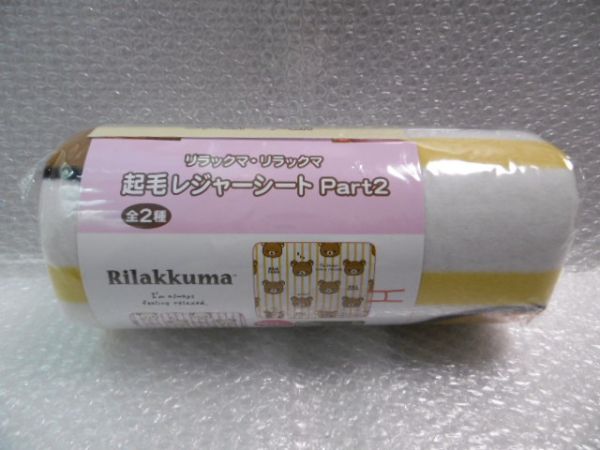 リラックマ・リラックマ
起毛レジャーシート Part2
全2種
Rilakkuma™
I'm always
feeling relaxed.